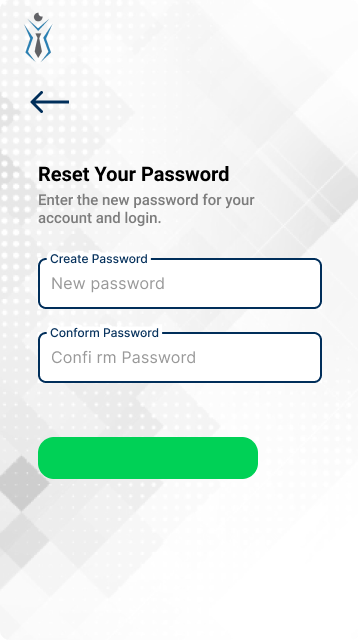 Reset Your Password
Enter the new password for your
account and login.
Create Password
New password
Conform Password
Confi rm Password